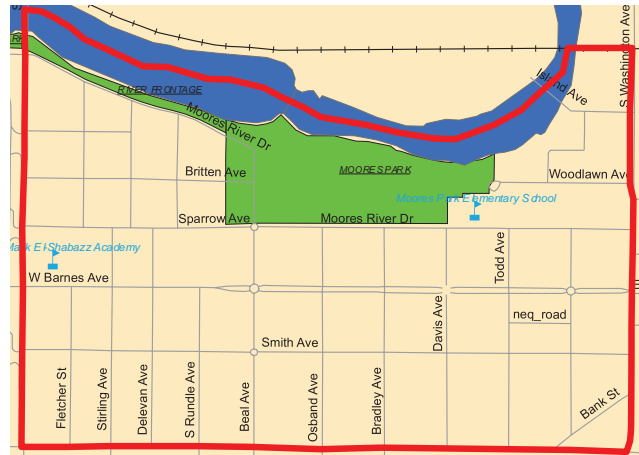 RIVER FRONTAGE
Island Ave
S Washington Ave
Moores River Dr
Britten Ave
MOORES PARK
Woodlawn Ave
Moores Park Elementary School
Sparrow Ave
Moores River Dr
El-Shabazz Academy
W Barnes Ave
Todd Ave
neq_road
Davis Ave
Smith Ave
Fletcher St
Stirling Ave
Delevan Ave
S Rundle Ave
Beal Ave
Osband Ave
Bradley Ave
Bank St